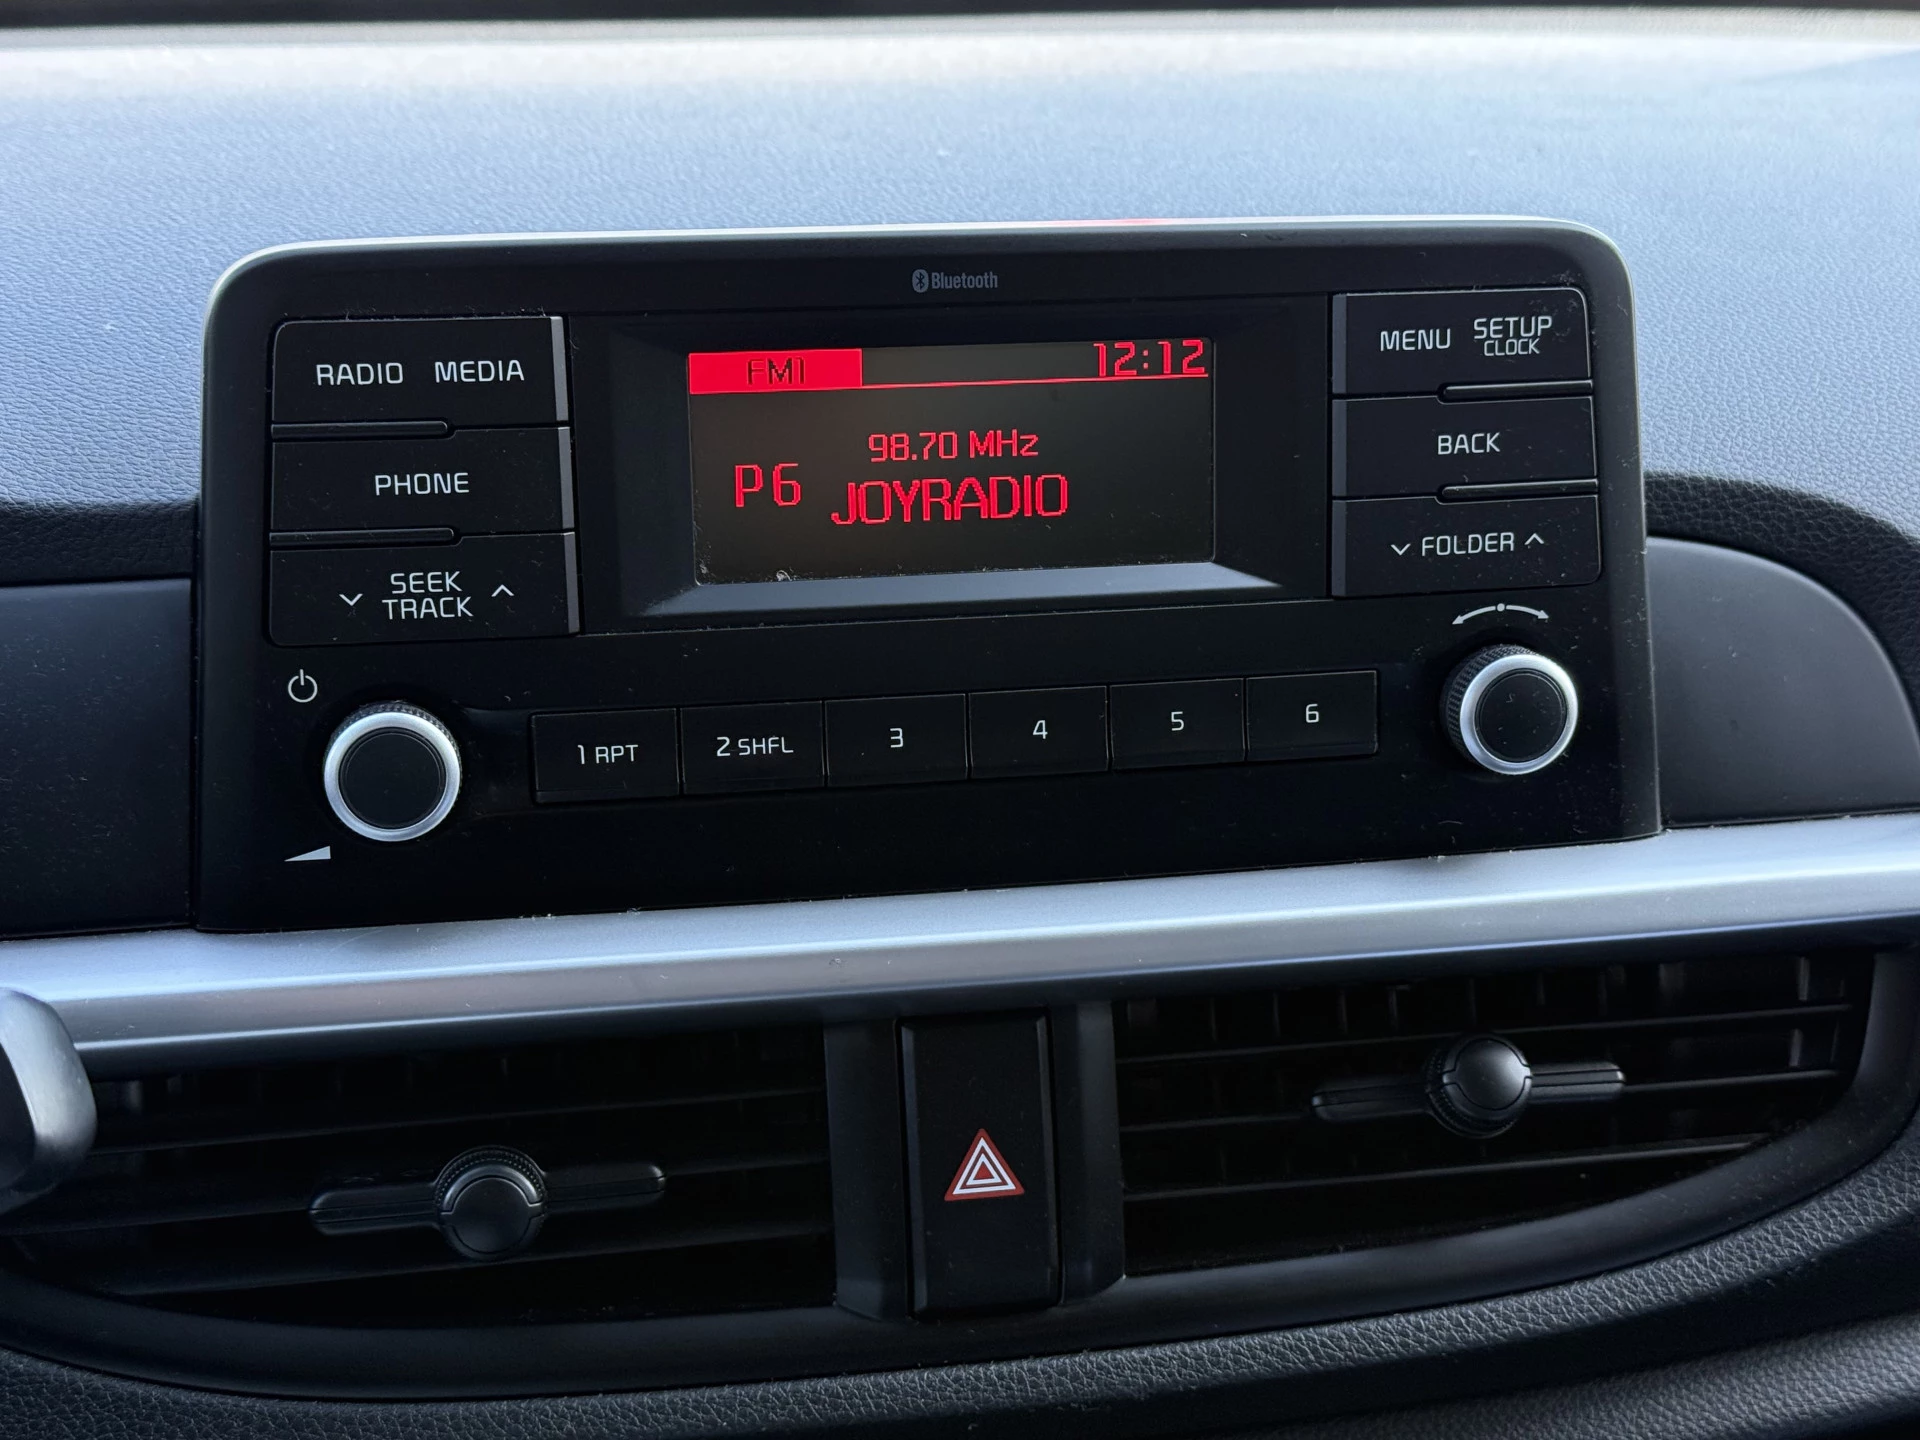 Bluetooth
RADIO MEDIA
PHONE
SEEK
TRACK
FM1 12:12
98.70 MHz
P6 JOYRADIO
MENU SETUP
CLOCK
BACK
FOLDER
1 RPT 2 SHFL 3 4 5 6